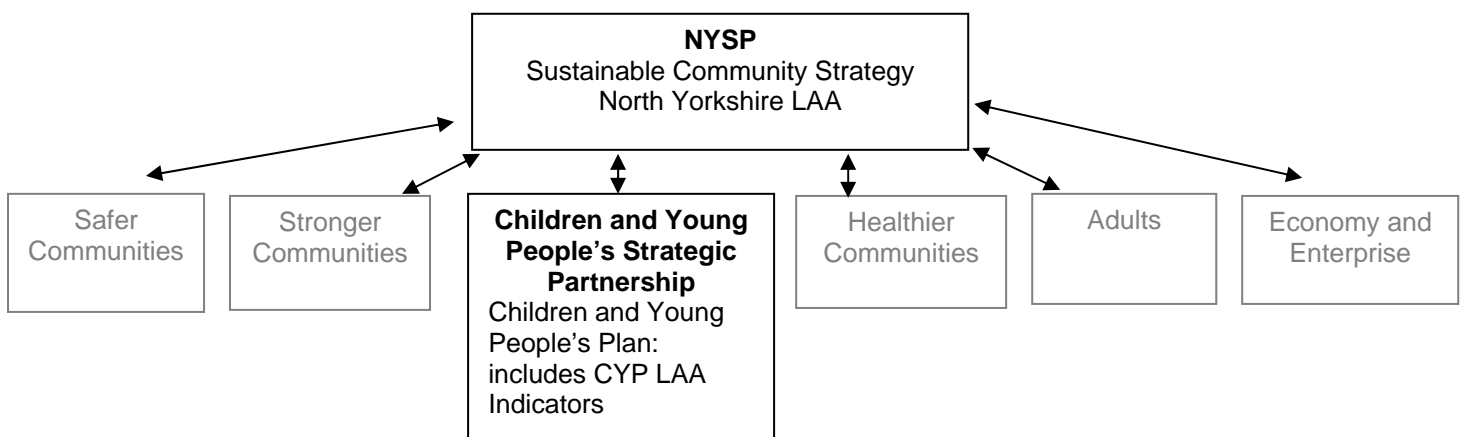 NYSP
Sustainable Community Strategy
North Yorkshire LAA
Safer
Communities
Stronger
Communities
Children and Young
People’s Strategic
Partnership
Children and Young
People’s Plan:
includes CYP LAA
Indicators
Healthier
Communities
Adults
Economy and
Enterprise